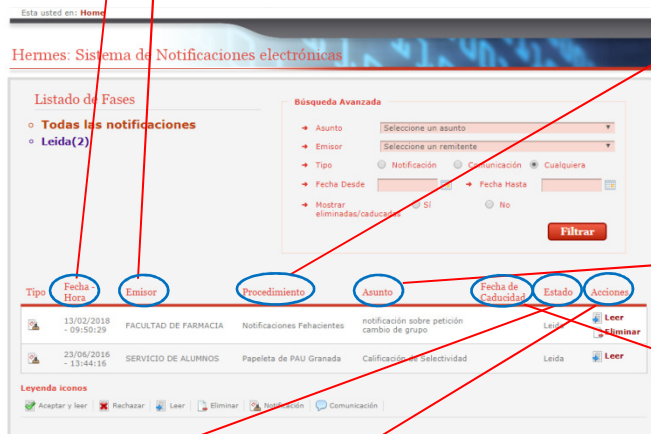 Esta usted en: Home
Hermes: Sistema de Notificaciones electrónicas
Listado de Fases
Todas las notificaciones
Leida(2)
Búsqueda Avanzada
Asunto Seleccione un asunto
Emisor Seleccione un remitente
Tipo Notificación Comunicación Cualquiera
Fecha Desde Fecha Hasta
Mostrar
eliminadas/caducadas Sí No
Filtrar
Tipo Fecha - Hora Emisor Procedimiento Asunto Fecha de Caducidad Estado Acciones
13/02/2018 - 09:50:29 FACULTAD DE FARMACIA Notificaciones Fehacientes notificación sobre petición cambio de grupo Leida Leer Eliminar
23/06/2016 - 13:44:16 SERVICIO DE ALUMNOS Papeleta de PAU Granada Calificación de Selectividad Leida Leer
Leyenda iconos
Aceptar y leer Rechazar Leer Eliminar Notificación Comunicación